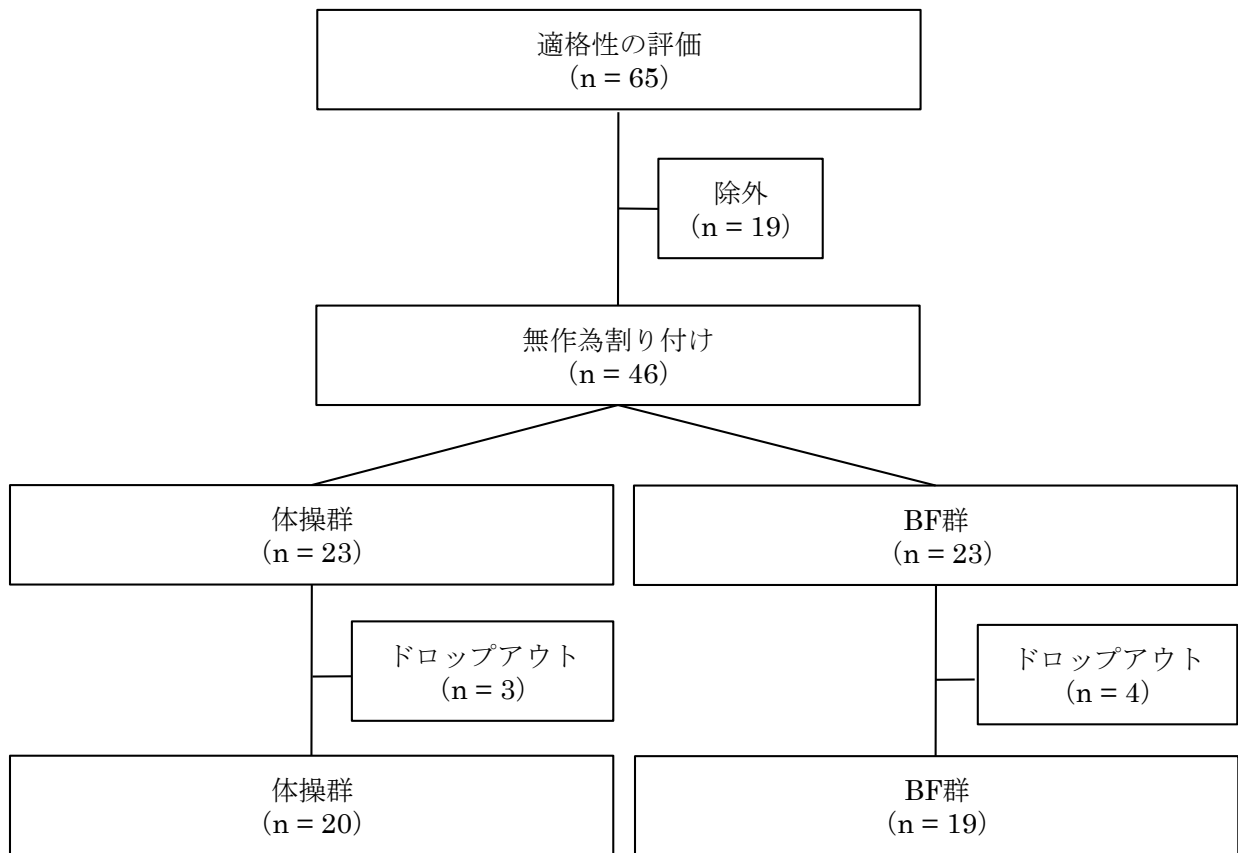 適格性の評価
（n = 65）
除外
（n = 19）
無作為割り付け
（n = 46）
体操群
（n = 23）
BF群
（n = 23）
ドロップアウト
（n = 3）
ドロップアウト
（n = 4）
体操群
（n = 20）
BF群
（n = 19）